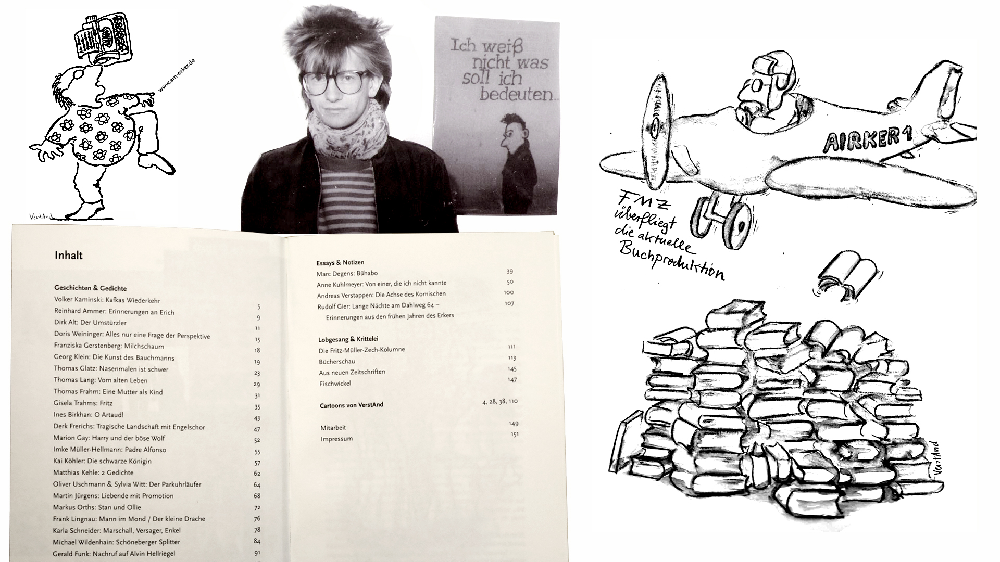 www.am-erker.de
VerstAnd
Ich weiß
nicht was
soll ich
bedeuten..
AIRKER 1
FMZ
überfliegt
die aktuelle
Buchproduktion
VerstAnd
Inhalt
Geschichten & Gedichte
Volker Kaminski: Kafkas Wiederkehr 5
Reinhard Ammer: Erinnerungen an Erich 9
Dirk Alt: Der Umstürzler 11
Doris Weininger: Alles nur eine Frage der Perspektive 15
Franziska Gerstenberg: Milchschaum 18
Georg Klein: Die Kunst des Bauchmanns 19
Thomas Glatz: Nasenmalen ist schwer 23
Thomas Lang: Vom alten Leben 29
Thomas Frahm: Eine Mutter als Kind 31
Gisela Trahms: Fritz 35
Ines Birkhan: O Artaud! 43
Derk Frerichs: Tragische Landschaft mit Engelschor 47
Marion Gay: Harry und der böse Wolf 52
Imke Müller-Hellmann: Padre Alfonso 55
Kai Köhler: Die schwarze Königin 57
Matthias Kehle: 2 Gedichte 62
Oliver Uschmann & Sylvia Witt: Der Parkuhrläufer 64
Martin Jürgens: Liebende mit Promotion 68
Markus Orths: Stan und Ollie 72
Frank Lingnau: Mann im Mond / Der kleine Drache 76
Karla Schneider: Marschall, Versager, Enkel 78
Michael Wildenhain: Schöneberger Splitter 84
Gerald Funk: Nachruf auf Alvin Hellriegel 91
Essays & Notizen
Marc Degens: Bühabo 39
Anne Kuhlmeyer: Von einer, die ich nicht kannte 50
Andreas Verstappen: Die Achse des Komischen 100
Rudolf Gier: Lange Nächte am Dahlweg 64 – 107
Erinnerungen aus den frühen Jahren des Erkers
Lobgesang & Krittelei
Die Fritz-Müller-Zech-Kolumne 111
Bücherschau 113
Aus neuen Zeitschriften 145
Fischwickel 147
Cartoons von VerstAnd 4, 28, 38, 110
Mitarbeit 149
Impressum 151